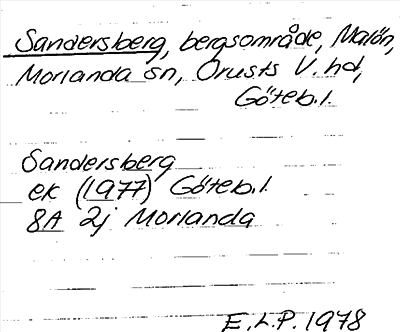 Sandersberg, bergsområde, Malön,
Morlanda sn, Orusts V. hd,
Göteb.l.
Sandersberg
ek (1977) Göteb.l.
8A 2j Morlanda
E.L.P. 1978